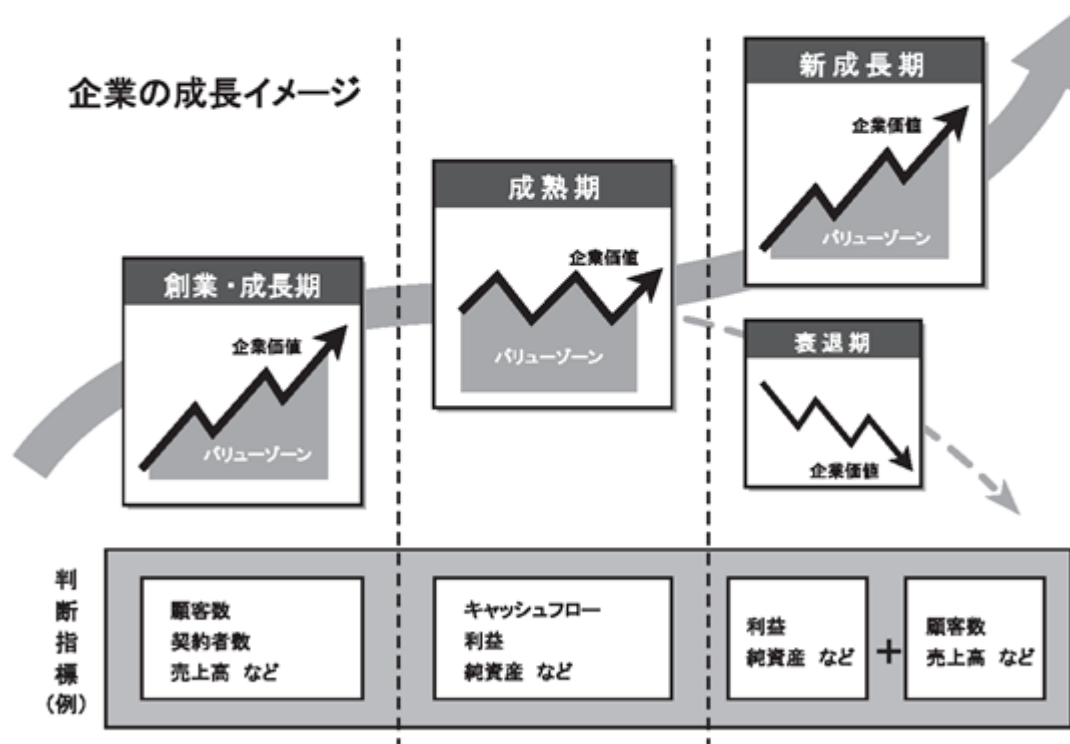 企業の成長イメージ
創業・成長期
企業価値
バリューゾーン
成熟期
企業価値
バリューゾーン
新成長期
企業価値
バリューゾーン
衰退期
企業価値
判断指標(例)
顧客数
契約者数
売上高 など
キャッシュフロー
利益
純資産 など
利益
純資産 など
+
顧客数
売上高 など